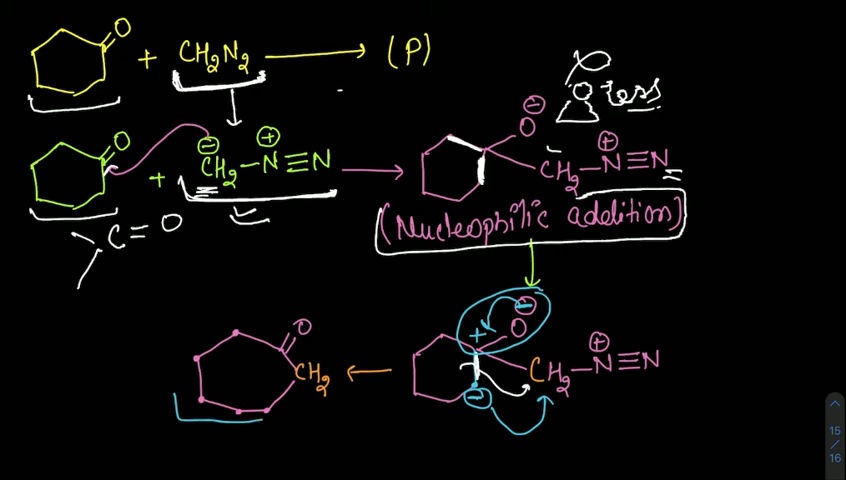 O + CH₂N₂ → (P)
less
O + ⊖CH₂–N⊕≡N → O⊖ CH₂–N⊕≡N
C=O
(Nucleophilic addition)
O CH₂ ← + O⊖ ⊖ CH₂–N⊕≡N
15
/
16